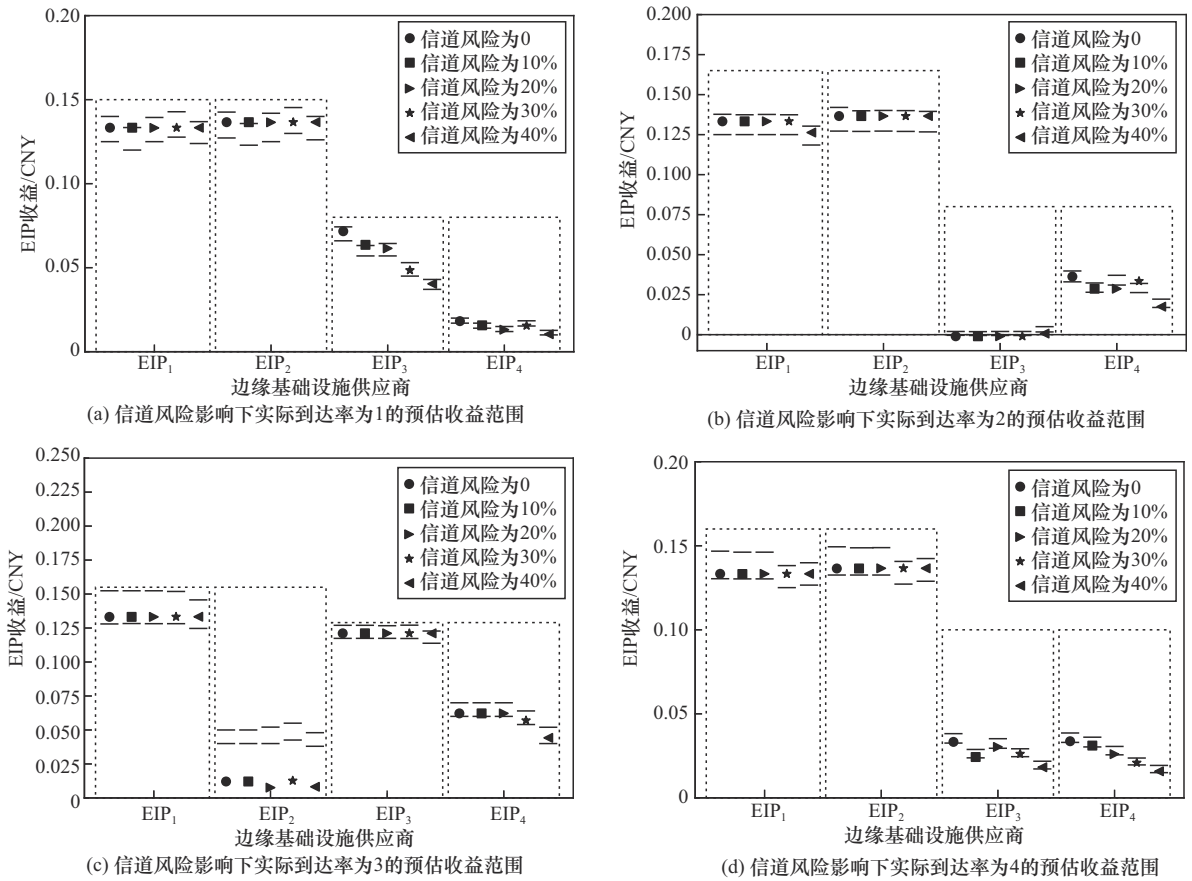 0.20
0.15
0.10
0.05
0
EIP收益/CNY
信道风险为0
信道风险为10%
信道风险为20%
信道风险为30%
信道风险为40%
EIP₁ EIP₂ EIP₃ EIP₄
边缘基础设施供应商
(a) 信道风险影响下实际到达率为1的预估收益范围
0.200
0.175
0.150
0.125
0.100
0.075
0.050
0.025
0
EIP收益/CNY
信道风险为0
信道风险为10%
信道风险为20%
信道风险为30%
信道风险为40%
EIP₁ EIP₂ EIP₃ EIP₄
边缘基础设施供应商
(b) 信道风险影响下实际到达率为2的预估收益范围
0.250
0.225
0.200
0.175
0.150
0.125
0.100
0.075
0.050
0.025
0
EIP收益/CNY
信道风险为0
信道风险为10%
信道风险为20%
信道风险为30%
信道风险为40%
EIP₁ EIP₂ EIP₃ EIP₄
边缘基础设施供应商
(c) 信道风险影响下实际到达率为3的预估收益范围
0.20
0.15
0.10
0.05
0
EIP收益/CNY
信道风险为0
信道风险为10%
信道风险为20%
信道风险为30%
信道风险为40%
EIP₁ EIP₂ EIP₃ EIP₄
边缘基础设施供应商
(d) 信道风险影响下实际到达率为4的预估收益范围